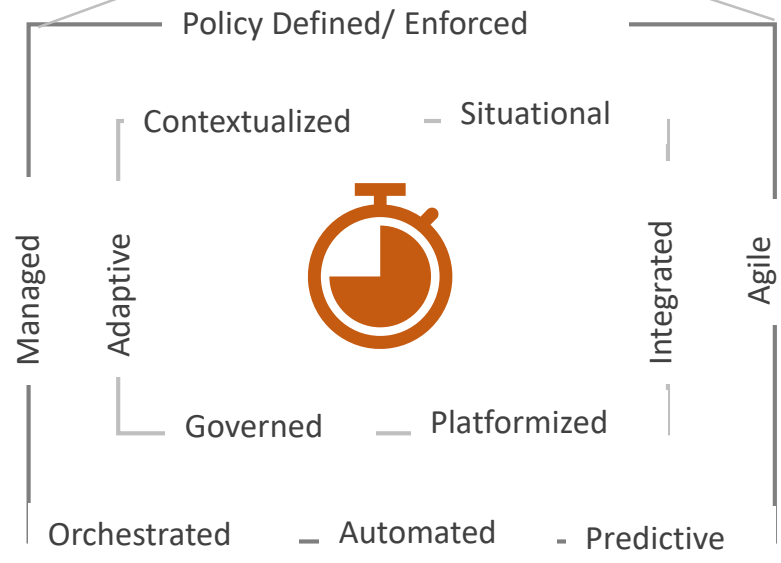 Policy Defined/ Enforced
Contextualized
Situational
Managed
Adaptive
Integrated
Agile
Governed
Platformized
Orchestrated
Automated
Predictive